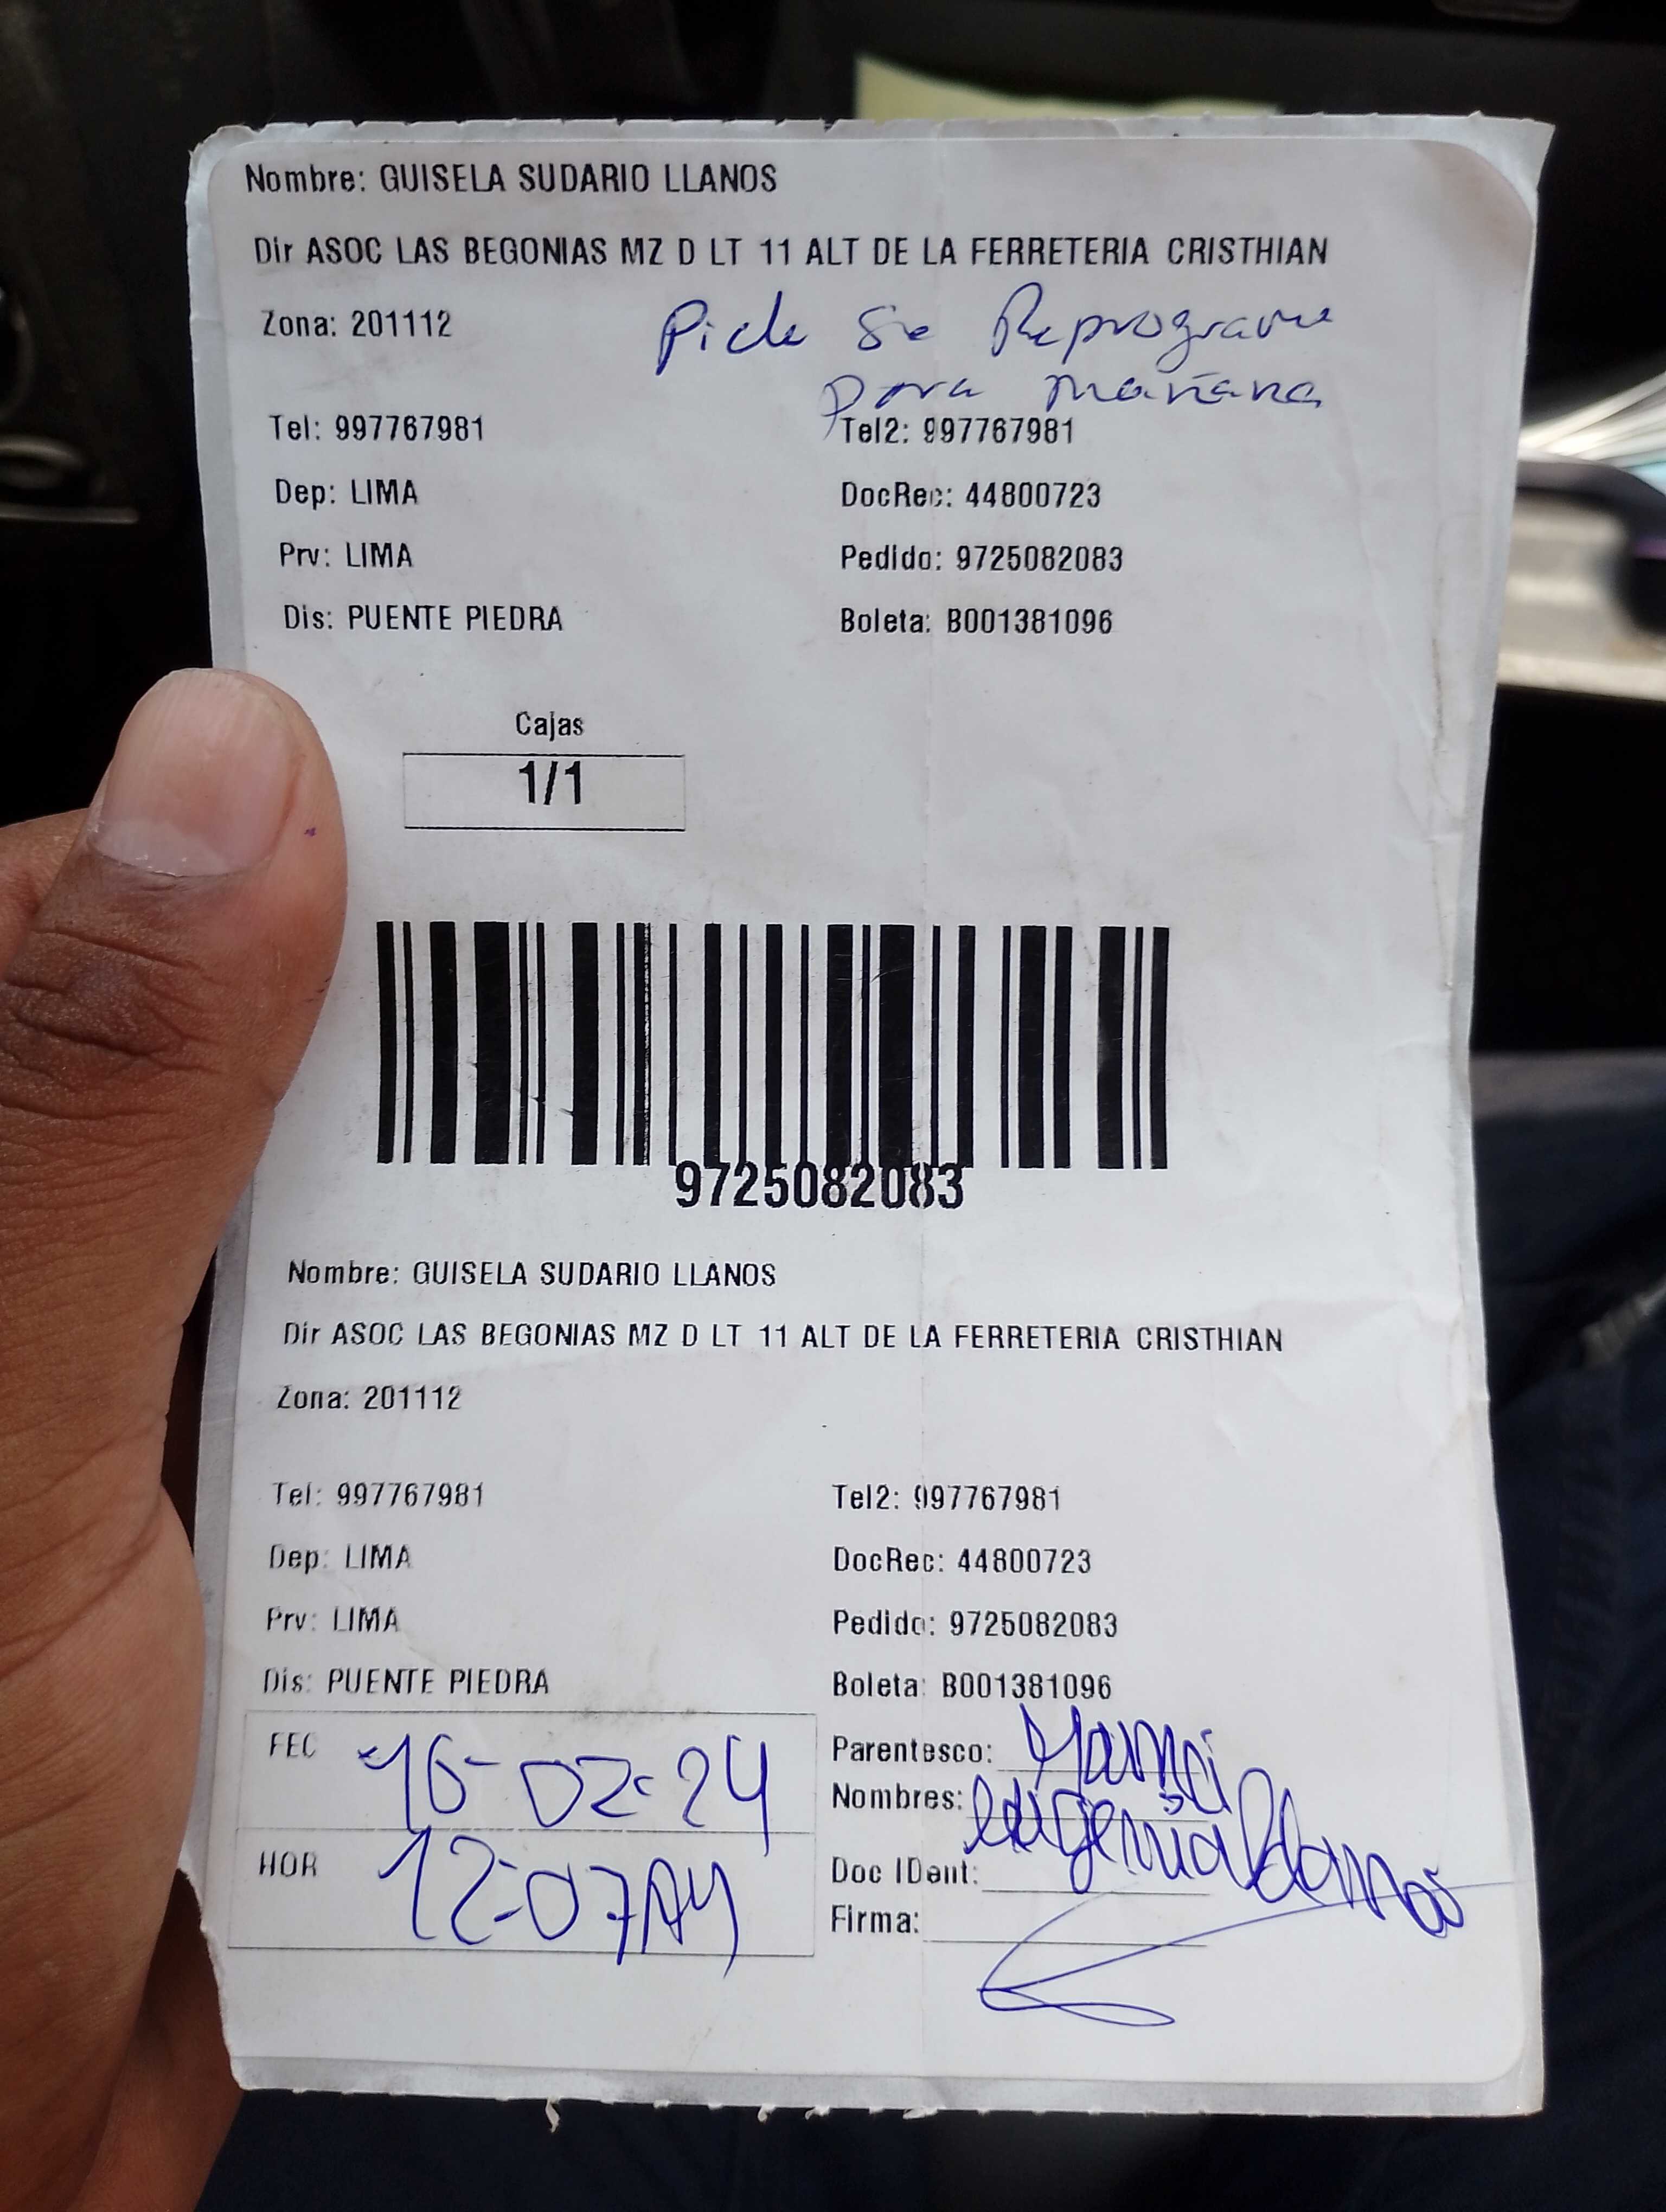 Nombre: GUISELA SUDARIO LLANOS
Dir ASOC LAS BEGONIAS MZ D LT 11 ALT DE LA FERRETERIA CRISTHIAN
Zona: 201112
Pide se Reprograme
para mañana
Tel: 997767981 Tel2: 997767981
Dep: LIMA DocRec: 44800723
Prv: LIMA Pedido: 9725082083
Dis: PUENTE PIEDRA Boleta: B001381096
Cajas
1/1
9725082083
Nombre: GUISELA SUDARIO LLANOS
Dir ASOC LAS BEGONIAS MZ D LT 11 ALT DE LA FERRETERIA CRISTHIAN
Zona: 201112
Tel: 997767981 Tel2: 997767981
Dep: LIMA DocRec: 44800723
Prv: LIMA Pedido: 9725082083
Dis: PUENTE PIEDRA Boleta: B001381096
FEC 16-02-24 Parentesco:
Nombres:
HOR 12:07 AM Doc IDent:
Firma: